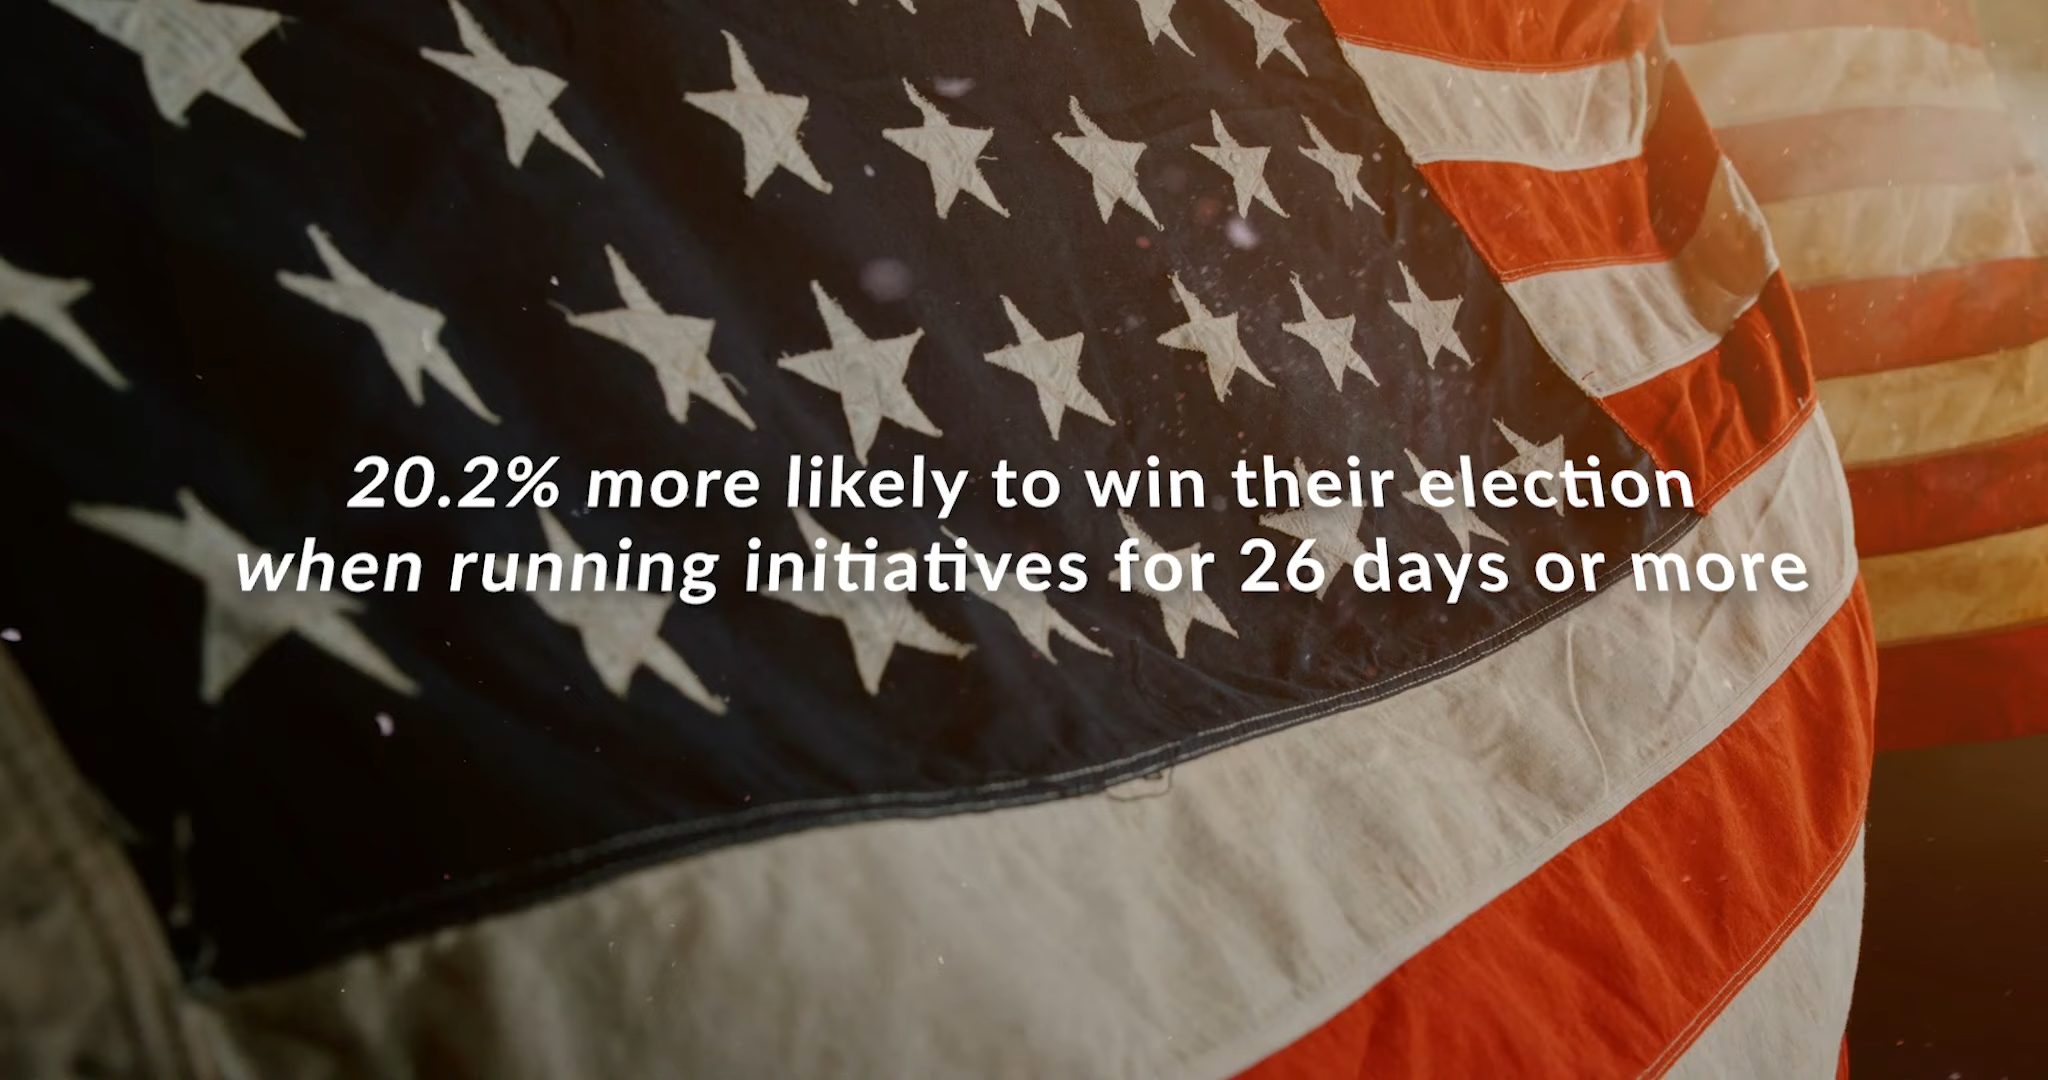 20.2% more likely to win their election
when running initiatives for 26 days or more